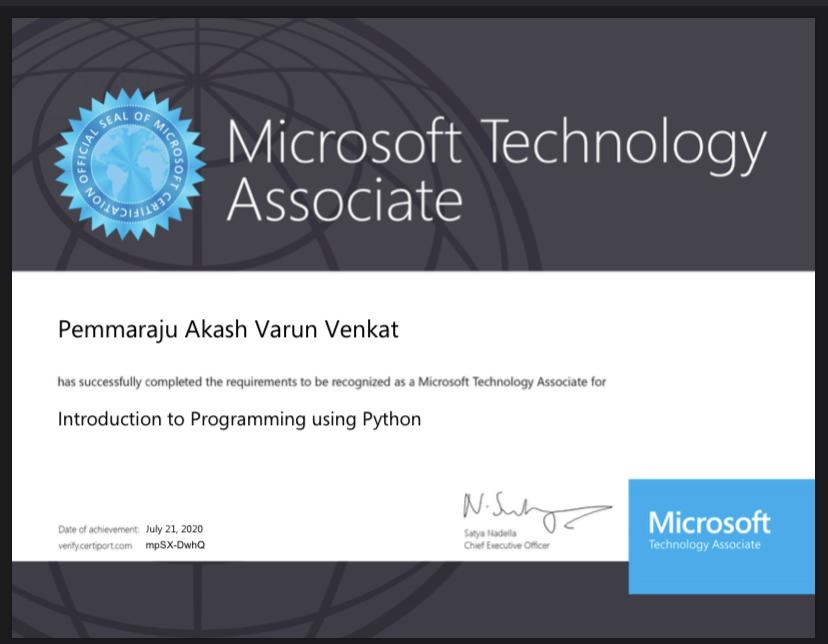 OFFICIAL SEAL OF MICROSOFT CERTIFICATION
Microsoft Technology
Associate
Pemmaraju Akash Varun Venkat
has successfully completed the requirements to be recognized as a Microsoft Technology Associate for
Introduction to Programming using Python
Date of achievement: July 21, 2020
verify.certiport.com mpSX-DwhQ
N. Satya
Satya Nadella
Chief Executive Officer
Microsoft
Technology Associate